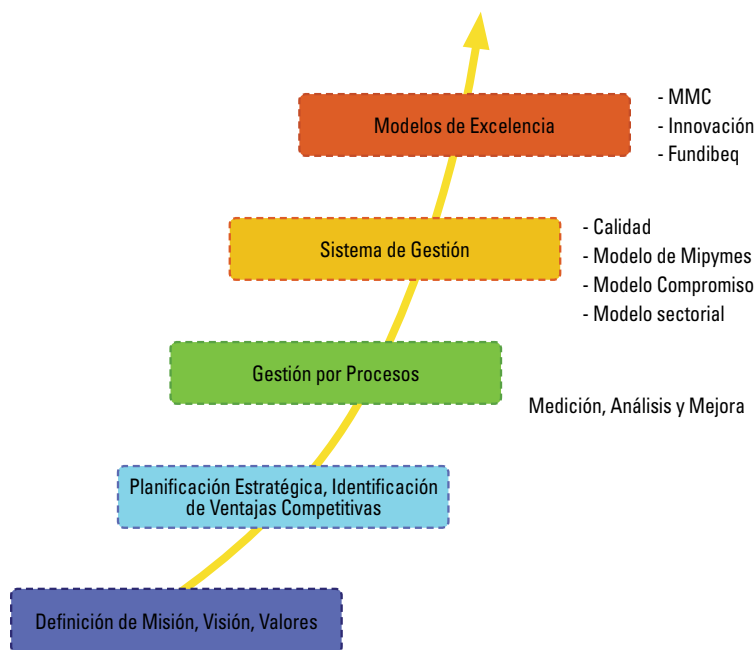 Modelos de Excelencia
- MMC
- Innovación
- Fundibeq
Sistema de Gestión
- Calidad
- Modelo de Mipymes
- Modelo Compromiso
- Modelo sectorial
Gestión por Procesos
Medición, Análisis y Mejora
Planificación Estratégica, Identificación
de Ventajas Competitivas
Definición de Misión, Visión, Valores